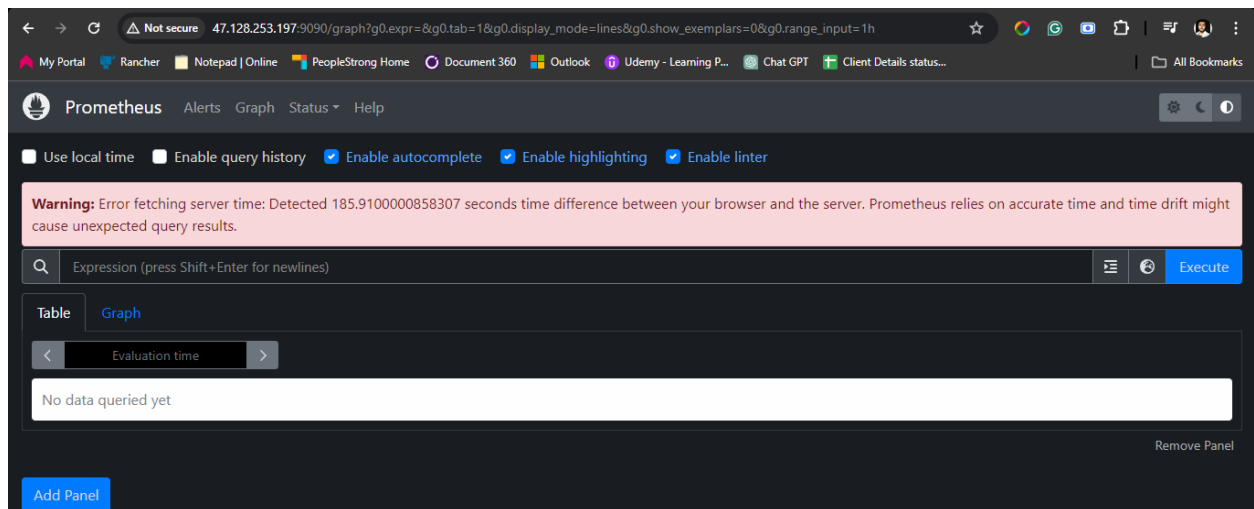 Not secure 47.128.253.197:9090/graph?g0.expr=&g0.tab=1&g0.display_mode=lines&g0.show_exemplars=0&g0.range_input=1h
My Portal Rancher Notepad | Online PeopleStrong Home Document 360 Outlook Udemy - Learning P... Chat GPT Client Details status... All Bookmarks
Prometheus Alerts Graph Status Help
Use local time Enable query history Enable autocomplete Enable highlighting Enable linter
Warning: Error fetching server time: Detected 185.9100000858307 seconds time difference between your browser and the server. Prometheus relies on accurate time and time drift might
cause unexpected query results.
Expression (press Shift+Enter for newlines) Execute
Table Graph
Evaluation time
No data queried yet
Remove Panel
Add Panel